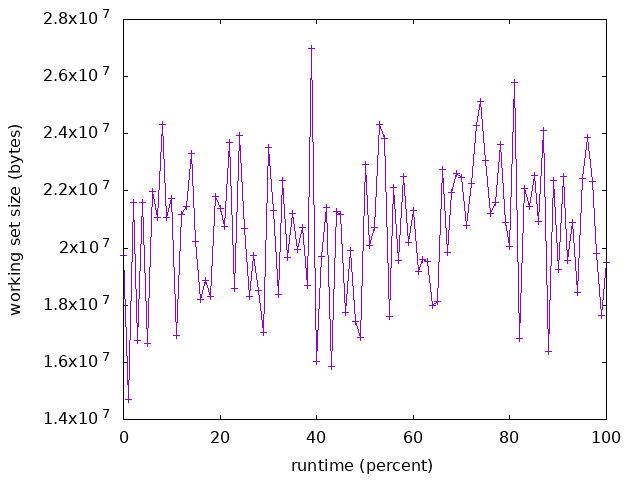 2.8x10^7
2.6x10^7
2.4x10^7
2.2x10^7
2x10^7
1.8x10^7
1.6x10^7
1.4x10^7
working set size (bytes)
0 20 40 60 80 100
runtime (percent)